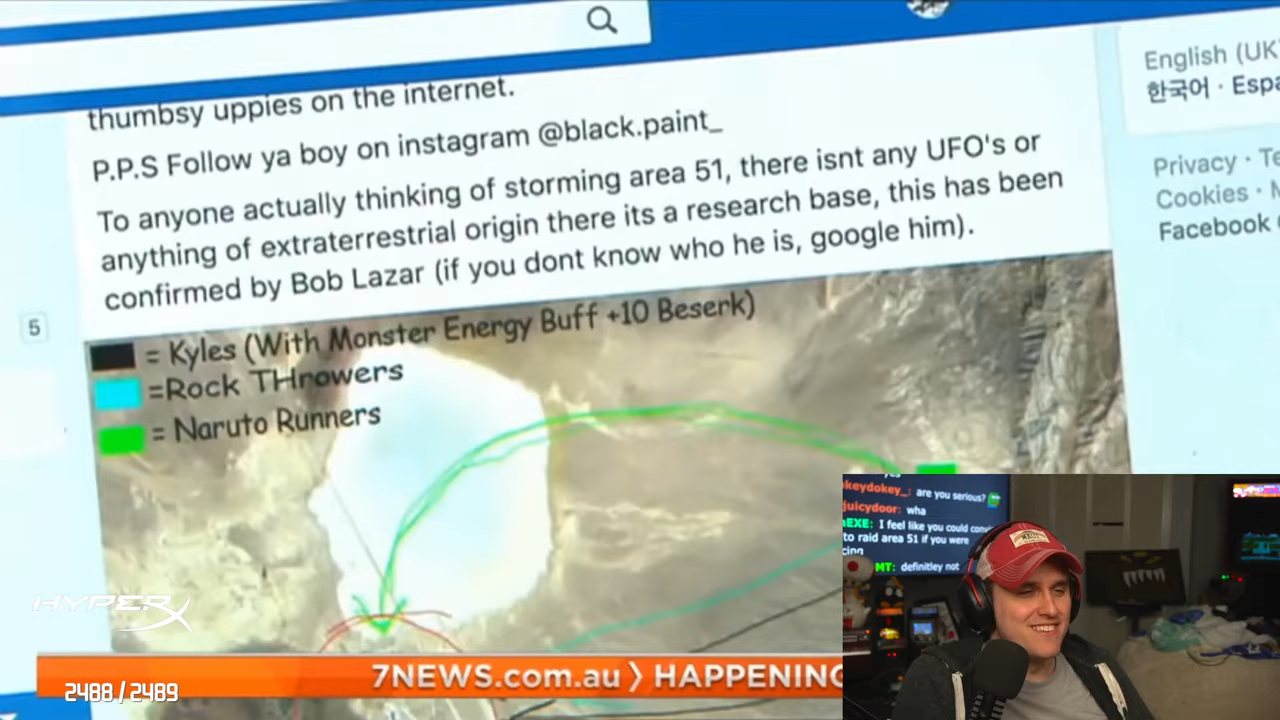 thumbsy uppies on the internet.
P.P.S Follow ya boy on instagram @black.paint_
To anyone actually thinking of storming area 51, there isnt any UFO's or
anything of extraterrestrial origin there its a research base, this has been
confirmed by Bob Lazar (if you dont know who he is, google him).
5
= Kyles (With Monster Energy Buff +10 Beserk)
=Rock THrowers
= Naruto Runners
English (UK
한국어 · Espa
Privacy · Te
Cookies ·
Facebook
keydokey_: are you serious?
juicydoor: wha
EXE: I feel like you could
to raid area 51 if you were
cing
MT: definitley not
HYPERX
7NEWS.com.au > HAPPENING
2488 / 2489